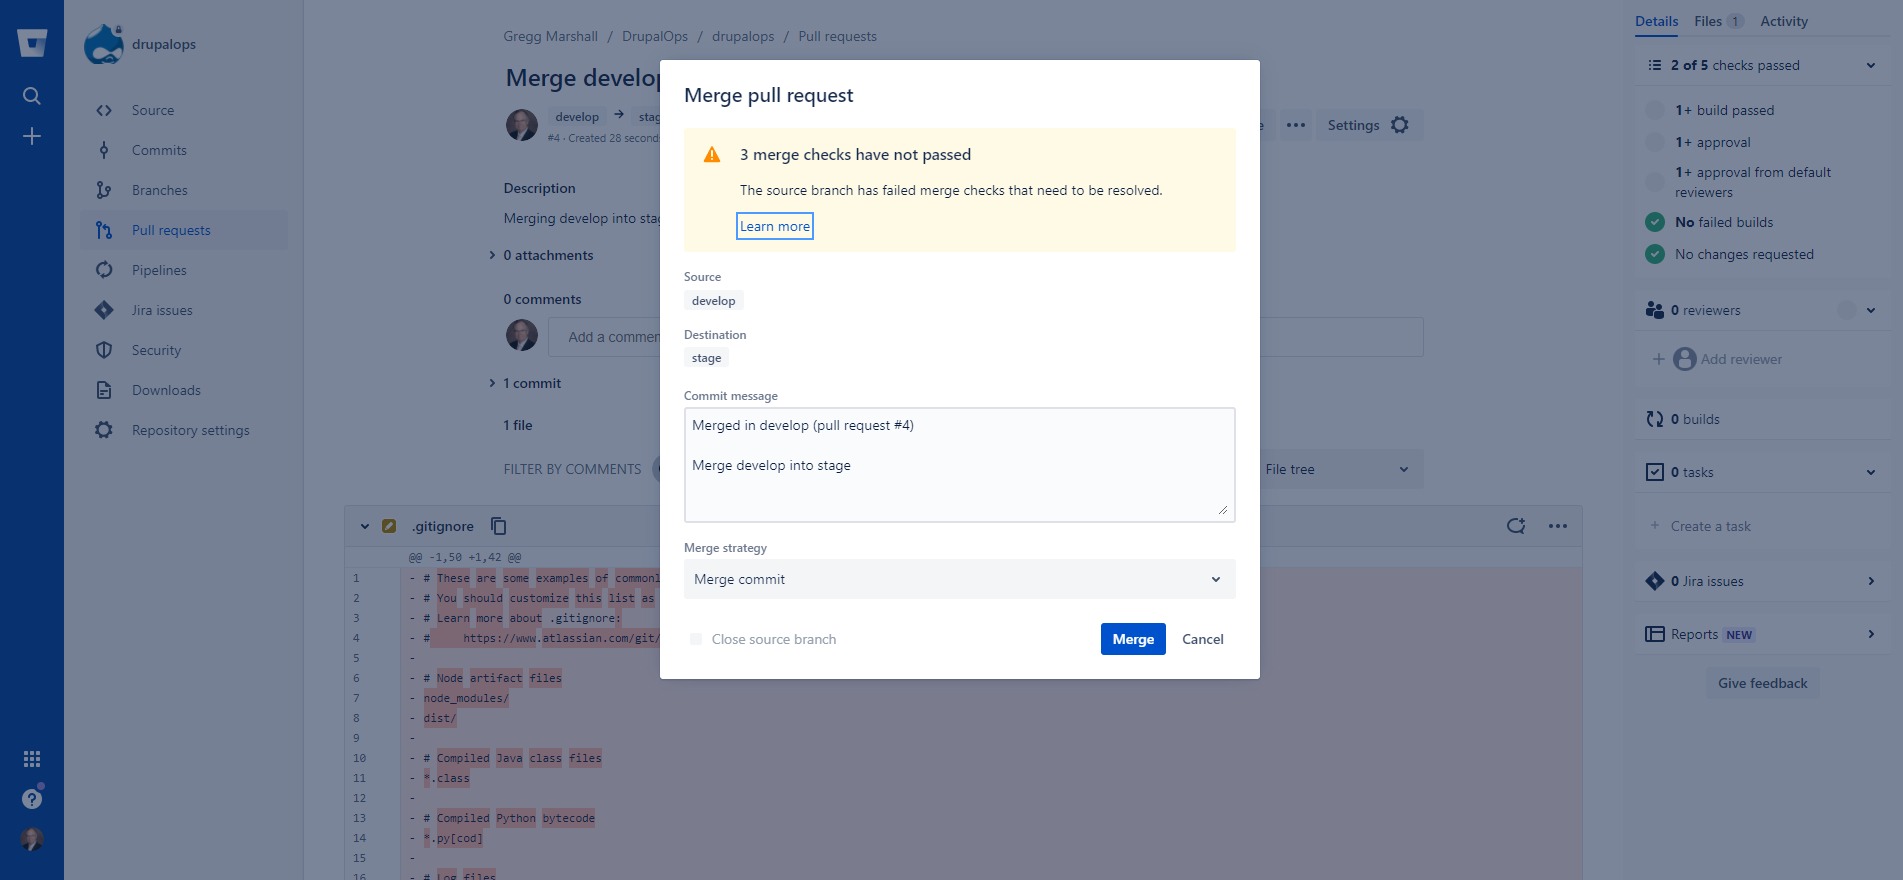 drupalops
Source
Commits
Branches
Pull requests
Pipelines
Jira issues
Security
Downloads
Repository settings
Gregg Marshall / DrupalOps / drupalops / Pull requests
Merge develop
develop → stag
#4 · Created 28 second
Settings
Description
Merging develop into stag
0 attachments
0 comments
Add a commen
1 commit
1 file
FILTER BY COMMENTS
File tree
.gitignore
@@ -1,50 +1,42 @@
1 - # These are some examples of commonl
2 - # You should customize this list as
3 - # Learn more about .gitignore:
4 - #     https://www.atlassian.com/git/
5 -
6 - # Node artifact files
7 - node_modules/
8 - dist/
9 -
10 - # Compiled Java class files
11 - *.class
12 -
13 - # Compiled Python bytecode
14 - *.py[cod]
15 -
16 - # Log files
Merge pull request
3 merge checks have not passed
The source branch has failed merge checks that need to be resolved.
Learn more
Source
develop
Destination
stage
Commit message
Merged in develop (pull request #4)
Merge develop into stage
Merge strategy
Merge commit
Close source branch
Merge
Cancel
Details Files 1 Activity
2 of 5 checks passed
1+ build passed
1+ approval
1+ approval from default
reviewers
No failed builds
No changes requested
0 reviewers
Add reviewer
0 builds
0 tasks
+ Create a task
0 Jira issues
Reports NEW
Give feedback